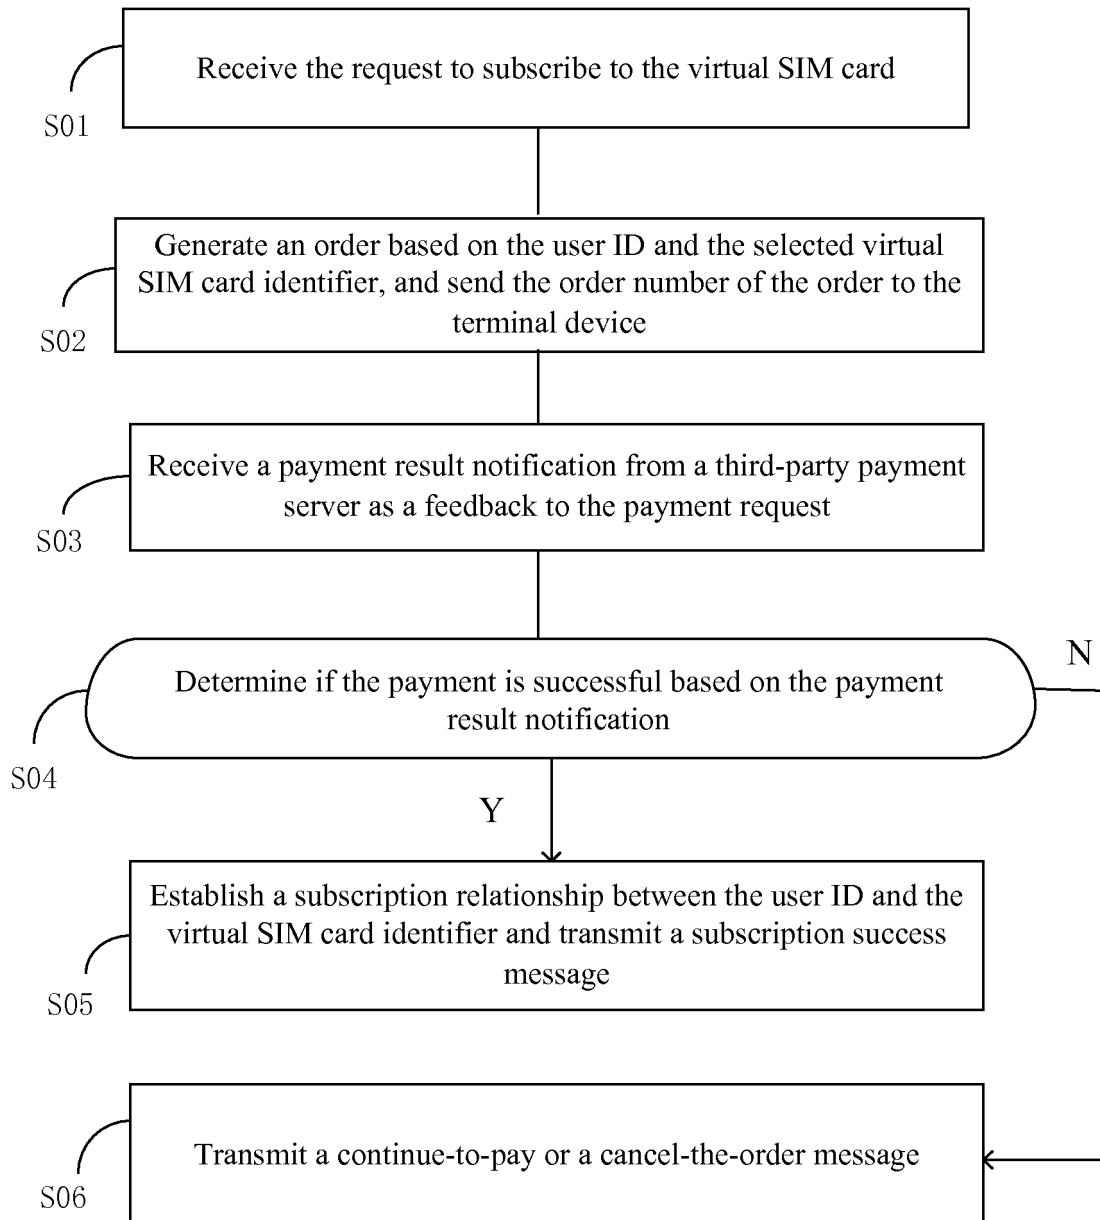 Receive the request to subscribe to the virtual SIM card
S01
Generate an order based on the user ID and the selected virtual
SIM card identifier, and send the order number of the order to the
terminal device
S02
Receive a payment result notification from a third-party payment
server as a feedback to the payment request
S03
N
Determine if the payment is successful based on the payment
result notification
S04
Y
Establish a subscription relationship between the user ID and the
virtual SIM card identifier and transmit a subscription success
message
S05
Transmit a continue-to-pay or a cancel-the-order message
S06